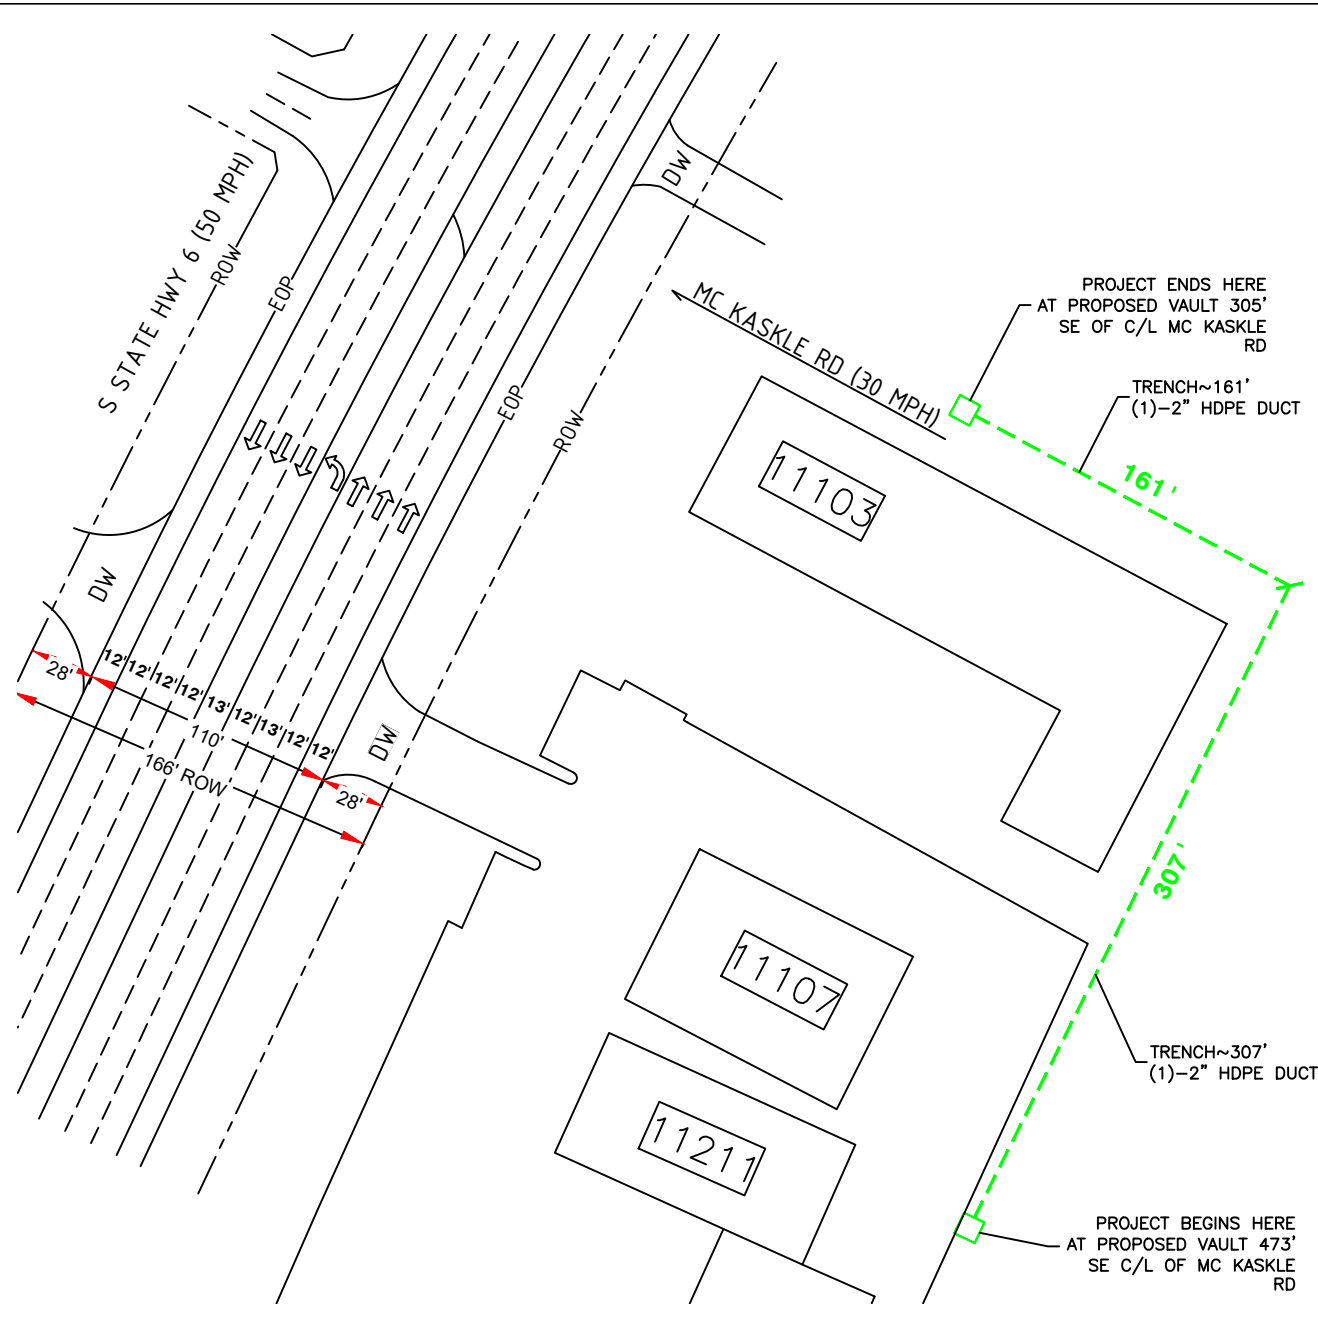 S STATE HWY 6 (50 MPH)
ROW
EOP
DW
MC KASKLE RD (30 MPH)
PROJECT ENDS HERE
AT PROPOSED VAULT 305'
SE OF C/L MC KASKLE
RD
TRENCH~161'
(1)-2" HDPE DUCT
161'
EOP
ROW
11103
DW
28'
12' 12' 12' 12' 13' 12' 13' 12' 12'
110'
166' ROW
28'
DW
307'
11107
11211
TRENCH~307'
(1)-2" HDPE DUCT
PROJECT BEGINS HERE
AT PROPOSED VAULT 473'
SE C/L OF MC KASKLE
RD